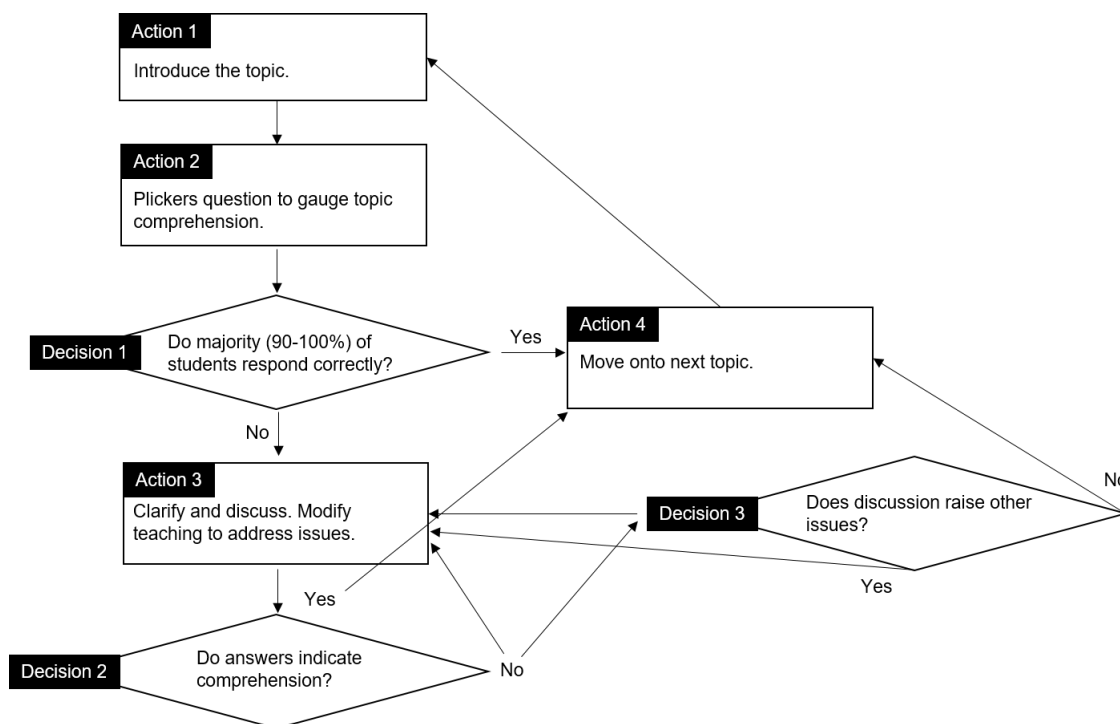 Action 1
Introduce the topic.
Action 2
Plickers question to gauge topic
comprehension.
Decision 1
Do majority (90-100%) of
students respond correctly?
Yes
Action 4
Move onto next topic.
No
Action 3
Clarify and discuss. Modify
teaching to address issues.
Decision 3
Does discussion raise other
issues?
No
Yes
Yes
Decision 2
Do answers indicate
comprehension?
No